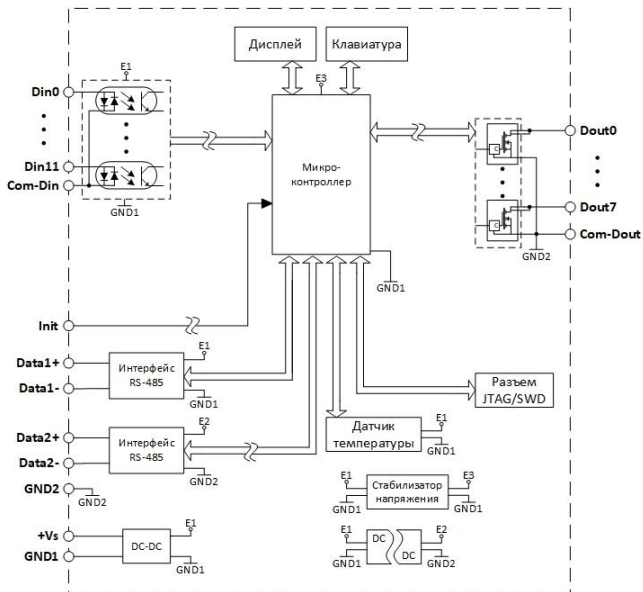 Дисплей
Клавиатура
E1
E3
Din0
Din11
Com-Din
GND1
Микро-
контроллер
C
C
Dout0
Dout7
Com-Dout
GND2
GND1
Init
Data1+
Data1-
Интерфейс
RS-485
E1
GND1
Разъем
JTAG/SWD
Data2+
Data2-
Интерфейс
RS-485
E2
GND2
Датчик
температуры
E1
GND1
GND2
GND2
E1
GND1
Стабилизатор
напряжения
E3
GND1
+Vs
GND1
DC-DC
E1
GND1
E1
GND1
DC
DC
E2
GND2